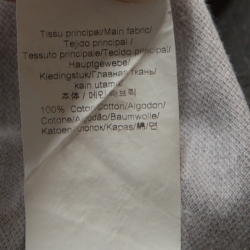 Tissu principal/Main fabric/
Tejido principal /
Tessuto principale/Tecido principal/
Hauptgewebe/
Kledingstuk/Главная ткань/
kain utama/
本体 / 메인 패브릭
100% Coton/Cotton/Algodon/
Cotone/Algodão/Baumwolle/
Katoen/Хлопок/Kapas/綿/면